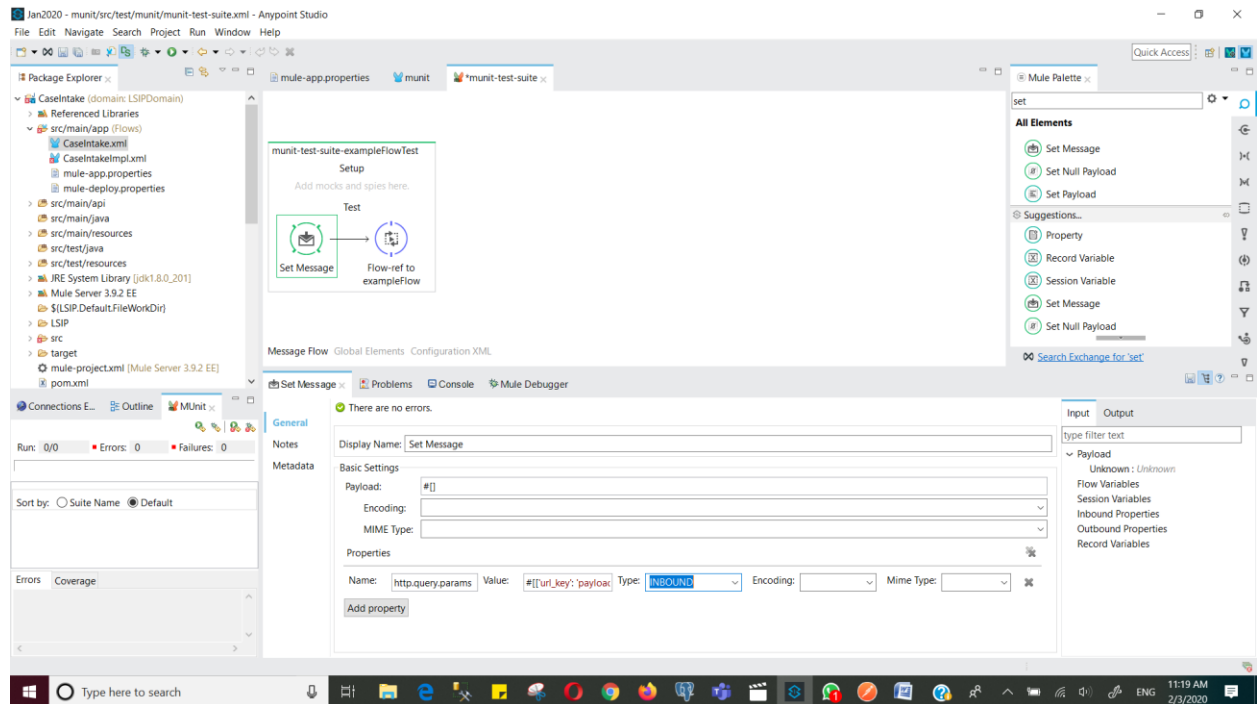 Jan2020 - munit/src/test/munit/munit-test-suite.xml - Anypoint Studio
File Edit Navigate Search Project Run Window Help
Quick Access
Package Explorer
CaseIntake (domain: LSIPDomain)
Referenced Libraries
src/main/app (Flows)
CaseIntake.xml
CaseIntakeImpl.xml
mule-app.properties
mule-deploy.properties
src/main/api
src/main/java
src/main/resources
src/test/java
src/test/resources
JRE System Library [jdk1.8.0_201]
Mule Server 3.9.2 EE
${LSIP.Default.FileWorkDir}
LSIP
src
target
mule-project.xml [Mule Server 3.9.2 EE]
pom.xml
mule-app.properties munit *munit-test-suite
munit-test-suite-exampleFlowTest
Setup
Add mocks and spies here.
Test
Set Message
Flow-ref to
exampleFlow
Message Flow Global Elements Configuration XML
Mule Palette
set
All Elements
Set Message
Set Null Payload
Set Payload
Suggestions...
Property
Record Variable
Session Variable
Set Message
Set Null Payload
Search Exchange for 'set'
Connections E... Outline MUnit
Run: 0/0 Errors: 0 Failures: 0
Sort by: Suite Name Default
Errors Coverage
Set Message Problems Console Mule Debugger
General
Notes
Metadata
There are no errors.
Display Name: Set Message
Basic Settings
Payload: #[]
Encoding:
MIME Type:
Properties
Name: http.query.params Value: #[['url_key': 'payload Type: INBOUND Encoding: Mime Type:
Add property
Input Output
type filter text
Payload
Unknown : Unknown
Flow Variables
Session Variables
Inbound Properties
Outbound Properties
Record Variables
Type here to search
ENG
11:19 AM
2/3/2020